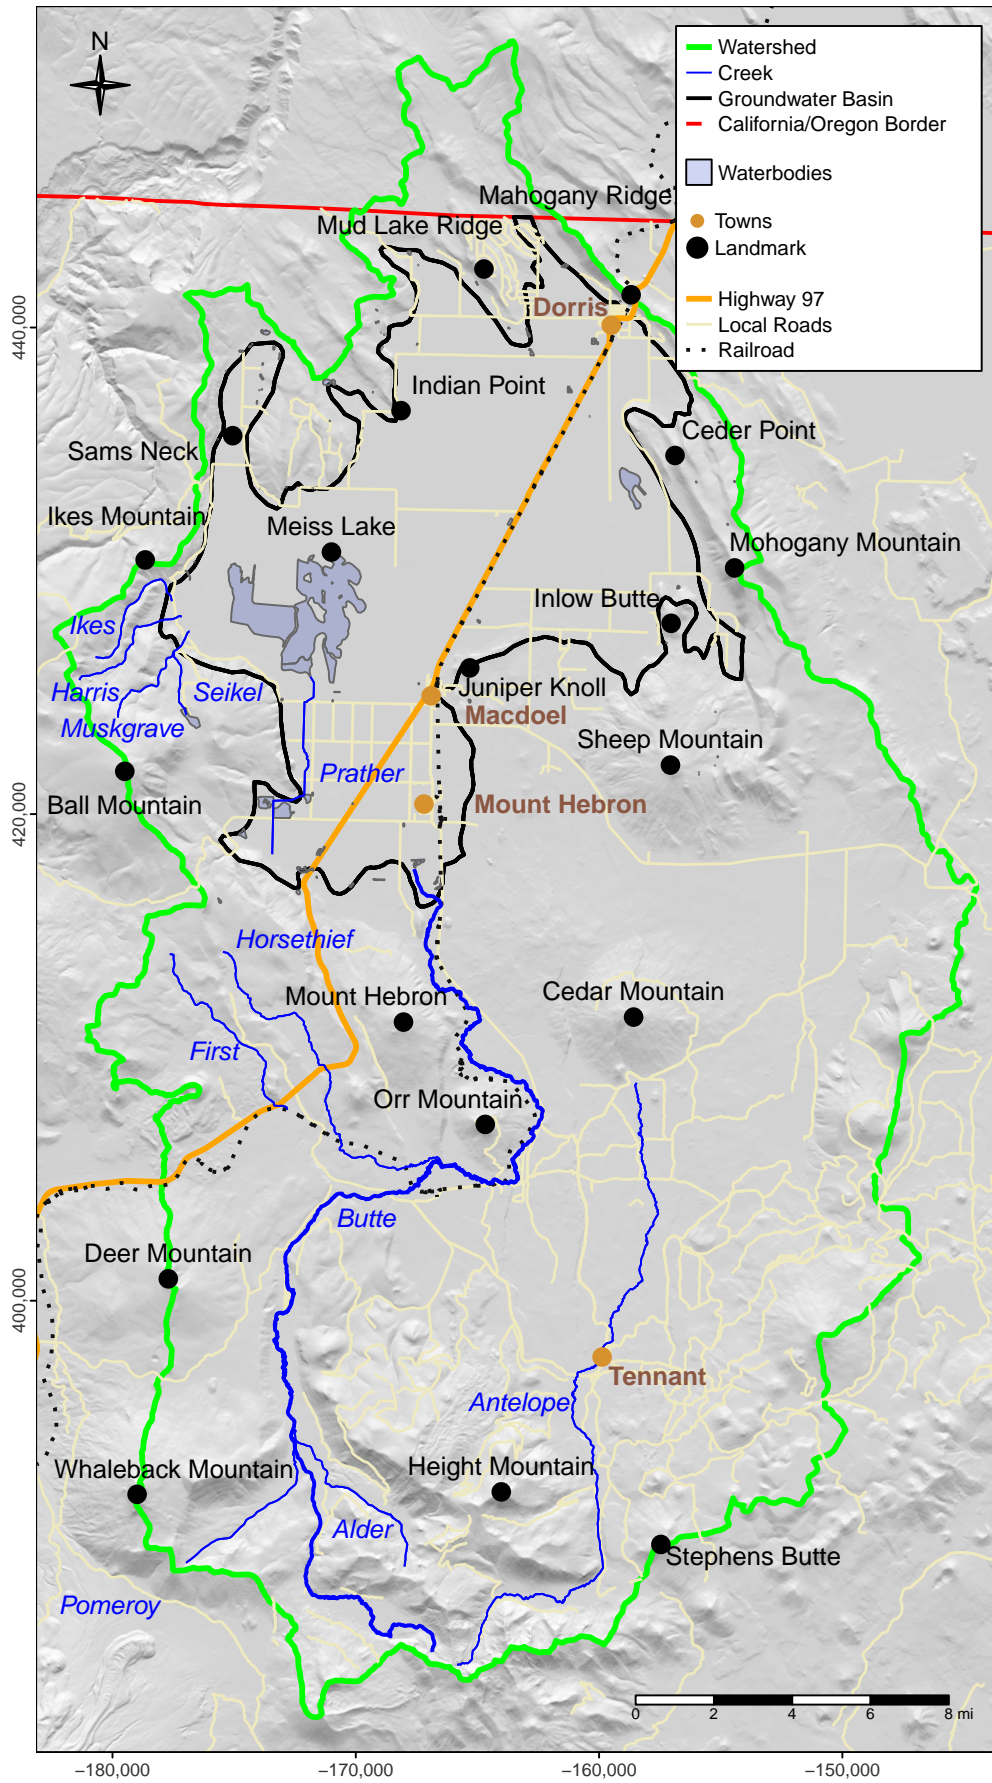 N
Watershed
Creek
Groundwater Basin
California/Oregon Border
Waterbodies
Towns
Landmark
Highway 97
Local Roads
Railroad
Mahogany Ridge
Mud Lake Ridge
Dorris
440,000
Indian Point
Ceder Point
Sams Neck
Ikes Mountain
Meiss Lake
Mohogany Mountain
Inlow Butte
Ikes
Harris
Seikel
Juniper Knoll
Muskgrave
Macdoel
Sheep Mountain
Prather
Ball Mountain
Mount Hebron
420,000
Horsethief
Mount Hebron
Cedar Mountain
First
Orr Mountain
Butte
Deer Mountain
400,000
Tennant
Antelope
Whaleback Mountain
Height Mountain
Alder
Stephens Butte
Pomeroy
0 2 4 6 8 mi
−180,000 −170,000 −160,000 −150,000